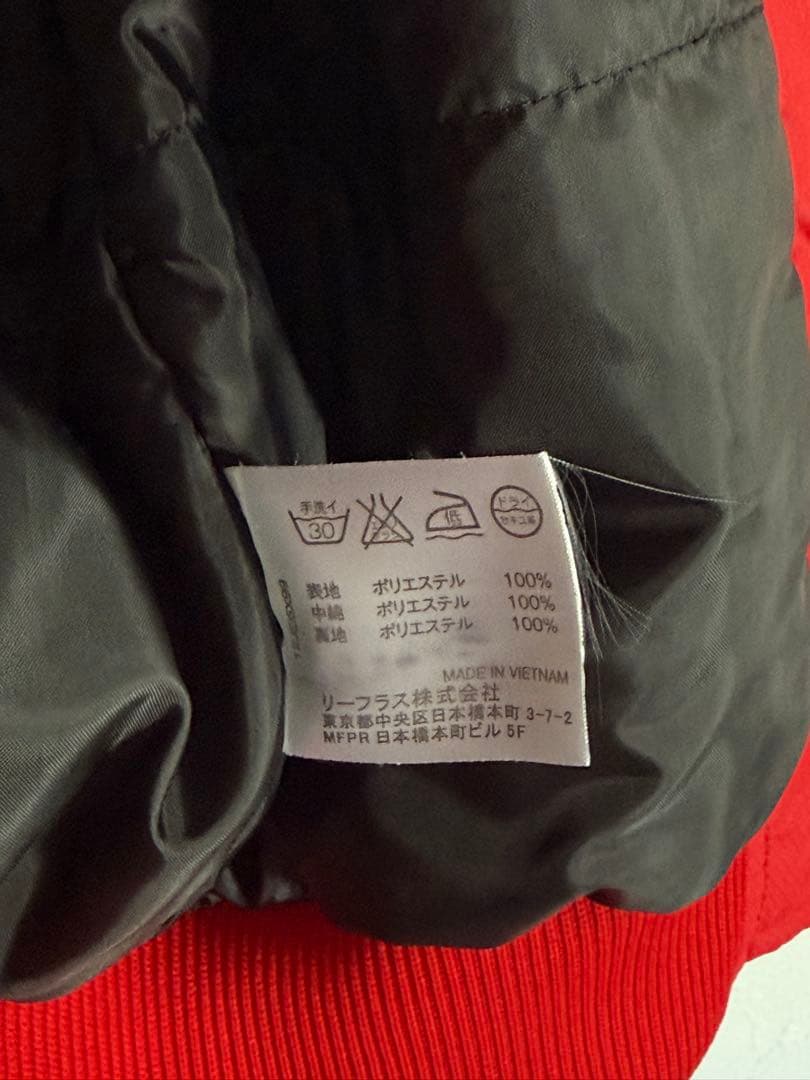 手洗イ 30 低 ドライ セキユ系
表地 ポリエステル 100%
中綿 ポリエステル 100%
裏地 ポリエステル 100%
MADE IN VIETNAM
リーフラス株式会社
東京都中央区日本橋本町 3-7-2
MFPR 日本橋本町ビル 5F